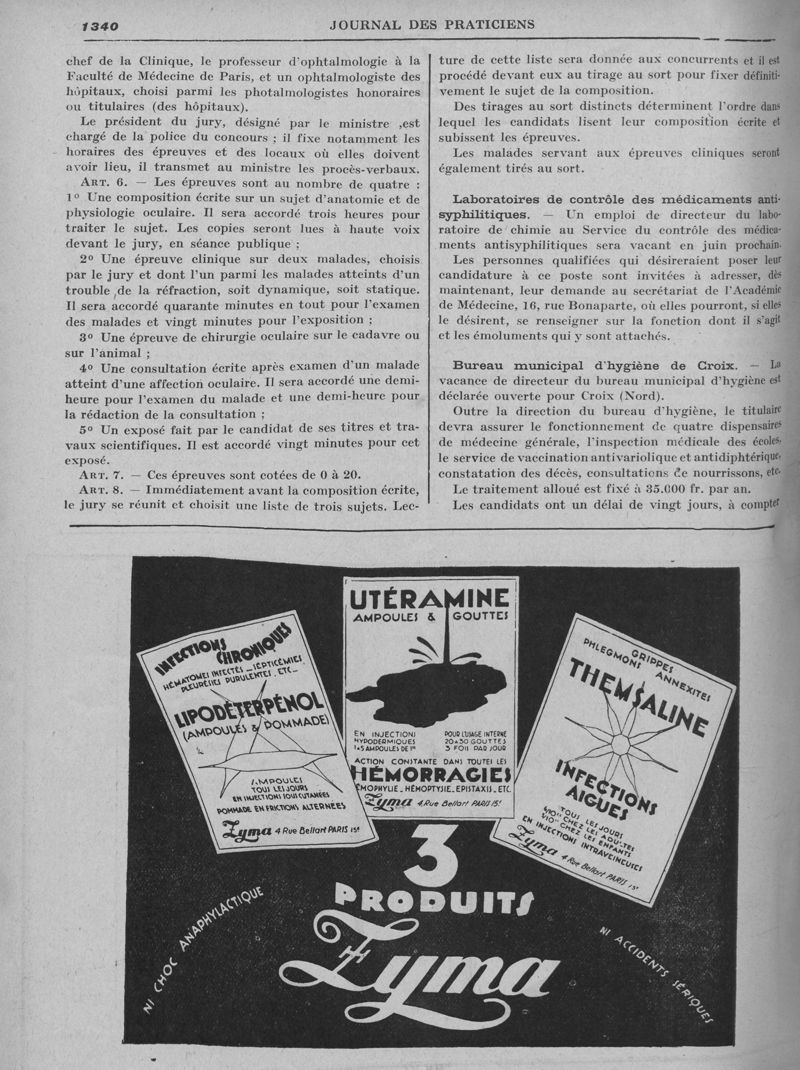 1340
JOURNAL DES PRATICIENS
chef de la Clinique, le professeur d'ophtalmologie à la
Faculté de Médecine de Paris, et un ophtalmologiste des
hôpitaux, choisi parmi les photalmologistes honoraires
ou titulaires (des hôpitaux).
Le président du jury, désigné par le ministre ,est
chargé de la police du concours ; il fixe notamment les
horaires des épreuves et des locaux où elles doivent
avoir lieu, il transmet au ministre les procès-verbaux.
ART. 6. — Les épreuves sont au nombre de quatre :
1° Une composition écrite sur un sujet d'anatomie et de
physiologie oculaire. Il sera accordé trois heures pour
traiter le sujet. Les copies seront lues à haute voix
devant le jury, en séance publique ;
2° Une épreuve clinique sur deux malades, choisis
par le jury et dont l'un parmi les malades atteints d'un
trouble de la réfraction, soit dynamique, soit statique.
Il sera accordé quarante minutes en tout pour l'examen
des malades et vingt minutes pour l'exposition ;
3° Une épreuve de chirurgie oculaire sur le cadavre ou
sur l'animal ;
4° Une consultation écrite après examen d'un malade
atteint d'une affection oculaire. Il sera accordé une demi-
heure pour l'examen du malade et une demi-heure pour
la rédaction de la consultation ;
5° Un exposé fait par le candidat de ses titres et tra-
vaux scientifiques. Il est accordé vingt minutes pour cet
exposé.
ART. 7. — Ces épreuves sont cotées de 0 à 20.
ART. 8. — Immédiatement avant la composition écrite,
le jury se réunit et choisit une liste de trois sujets. Lec-
ture de cette liste sera donnée aux concurrents et il est
procédé devant eux au tirage au sort pour fixer définiti-
vement le sujet de la composition.
Des tirages au sort distincts déterminent l'ordre dans
lequel les candidats lisent leur composition écrite et
subissent les épreuves.
Les malades servant aux épreuves cliniques seront
également tirés au sort.
Laboratoires de contrôle des médicaments anti-
syphilitiques. — Un emploi de directeur du labo-
ratoire de chimie au Service du contrôle des médica-
ments antisyphilitiques sera vacant en juin prochain.
Les personnes qualifiées qui désireraient poser leur
candidature à ce poste sont invitées à adresser, dès
maintenant, leur demande au secrétariat de l'Académie
de Médecine, 16, rue Bonaparte, où elles pourront, si elles
le désirent, se renseigner sur la fonction dont il s'agit
et les émoluments qui y sont attachés.
Bureau municipal d'hygiène de Croix. — La
vacance de directeur du bureau municipal d'hygiène est
déclarée ouverte pour Croix (Nord).
Outre la direction du bureau d'hygiène, le titulaire
devra assurer le fonctionnement de quatre dispensaires
de médecine générale, l'inspection médicale des écoles,
le service de vaccination antivariolique et antidiphtérique,
constatation des décès, consultations de nourrissons, etc.
Le traitement alloué est fixé à 35.000 fr. par an.
Les candidats ont un délai de vingt jours, à compter
INFECTIONS
CHRONIQUES
HÉMATOMES INFECTÉS _ SEPTICÉMIES
PLEURÉSIES PURULENTES . ETC _
LIPODÉTERPÉNOL
(AMPOULES & POMMADE)
AMPOULES
TOUS LES JOURS
EN INJECTIONS SOUS CUTANÉES
POMMADE EN FRICTIONS ALTERNÉES
Zyma 4 Rue Bellart PARIS 15e
UTÉRAMINE
AMPOULES & GOUTTES
EN INJECTIONS
HYPODERMIQUES
1 à 5 AMPOULES DE 1cc
POUR L'USAGE INTERNE
20 à 30 GOUTTES
3 FOIS PAR JOUR
ACTION CONSTANTE DANS TOUTES LES
HÉMORRAGIES
HÉMOPHYLIE _ HÉMOPTYSIE _ EPISTAXIS _ ETC
Zyma 4, Rue Bellart PARIS 15e
GRIPPES
PHLEGMONS ANNEXITES
THEMSALINE
INFECTIONS
AIGUES
TOUS LES JOURS
CHEZ LES ADULTES
CHEZ LES ENFANTS
EN INJECTIONS INTRAVEINEUSES
Zyma 4 Rue Bellart PARIS 15e
3
PRODUITS
Zyma
NI CHOC ANAPHYLACTIQUE
NI ACCIDENTS SÉRIQUES